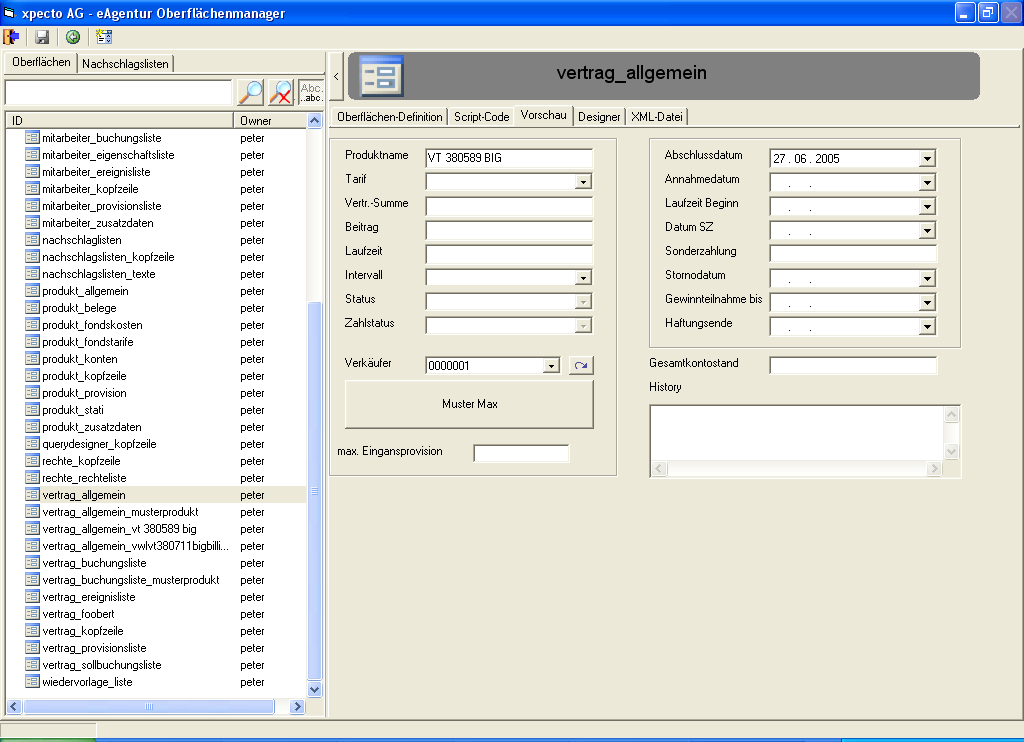 xpecto AG - eAgentur Oberflächenmanager
Oberflächen Nachschlagslisten
Abc..
..abc.
ID Owner
mitarbeiter_buchungsliste peter
mitarbeiter_eigenschaftsliste peter
mitarbeiter_ereignisliste peter
mitarbeiter_kopfzeile peter
mitarbeiter_provisionsliste peter
mitarbeiter_zusatzdaten peter
nachschlaglisten peter
nachschlagslisten_kopfzeile peter
nachschlagslisten_texte peter
produkt_allgemein peter
produkt_belege peter
produkt_fondskosten peter
produkt_fondstarife peter
produkt_konten peter
produkt_kopfzeile peter
produkt_provision peter
produkt_stati peter
produkt_zusatzdaten peter
querydesigner_kopfzeile peter
rechte_kopfzeile peter
rechte_rechteliste peter
vertrag_allgemein peter
vertrag_allgemein_musterprodukt peter
vertrag_allgemein_vt 380589 big peter
vertrag_allgemein_vwlvt380711bigbilli... peter
vertrag_buchungsliste peter
vertrag_buchungsliste_musterprodukt peter
vertrag_ereignisliste peter
vertrag_foobert peter
vertrag_kopfzeile peter
vertrag_provisionsliste peter
vertrag_sollbuchungsliste peter
wiedervorlage_liste peter
<
vertrag_allgemein
Oberflächen-Definition Script-Code Vorschau Designer XML-Datei
Produktname VT 380589 BIG
Tarif
Vertr.-Summe
Beitrag
Laufzeit
Intervall
Status
Zahlstatus
Verkäufer 0000001
Muster Max
max. Eingansprovision
Abschlussdatum 27 . 06 . 2005
Annahmedatum . .
Laufzeit Beginn . .
Datum SZ . .
Sonderzahlung
Stornodatum . .
Gewinnteilnahme bis . .
Haftungsende . .
Gesamtkontostand
History